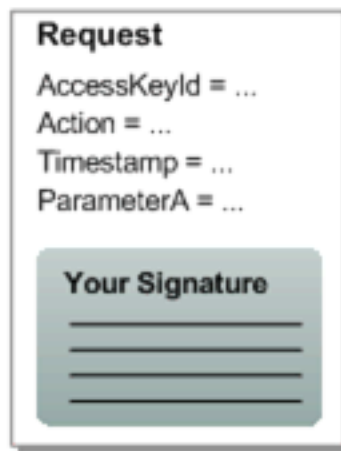 Request
AccessKeyId = ...
Action = ...
Timestamp = ...
ParameterA = ...
Your Signature